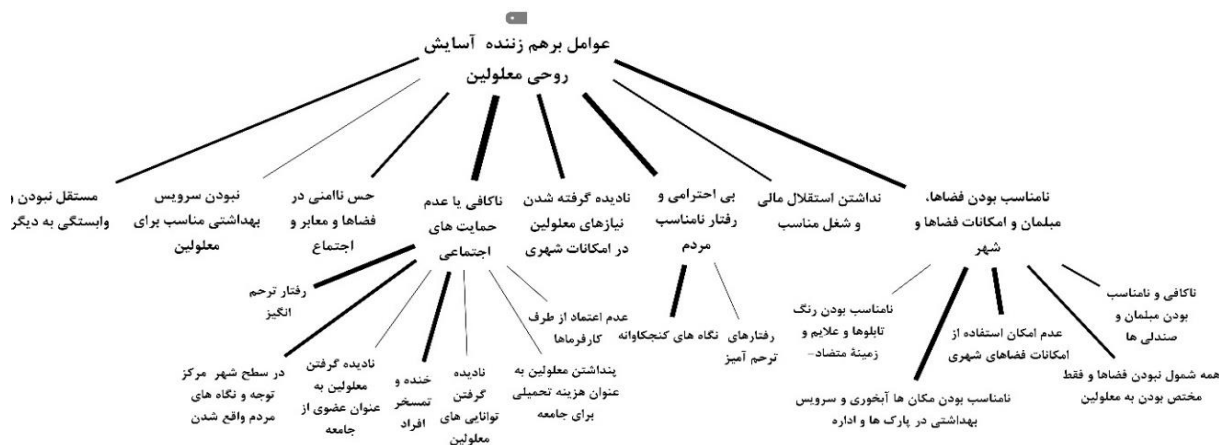 عوامل برهم زننده آسایش
روحی معلولین
نامناسب بودن فضاها،
مبلمان و امکانات فضاها و
شهر
نداشتن استقلال مالی
و شغل مناسب
بی احترامی و
رفتار نامناسب
مردم
نادیده گرفته شدن
نیازهای معلولین
در امکانات شهری
ناکافی یا عدم
حمایت های
اجتماعی
حس ناامنی در
فضاها و معابر و
اجتماع
نبودن سرویس
بهداشتی مناسب برای
معلولین
مستقل نبودن و
وابستگی به دیگر
ناکافی و نامناسب
بودن مبلمان و
صندلی ها
همه شمول نبودن فضاها و فقط
مختص بودن به معلولین
عدم امکان استفاده از
امکانات فضاهای شهری
نامناسب بودن مکان ها آبخوری و سرویس
بهداشتی در پارک ها و اداره
نامناسب بودن رنگ
تابلوها و علایم و
زمینهٔ متضاد-
رفتارهای
ترحم آمیز
نگاه های کنجکاوانه
عدم اعتماد از طرف
کارفرماها
پنداشتن معلولین به
عنوان هزینه تحمیلی
برای جامعه
نادیده
گرفتن
توانایی های
معلولین
خنده و
تمسخر
افراد
نادیده گرفتن
معلولین به
عنوان عضوی از
جامعه
در سطح شهر مرکز
توجه و نگاه های
مردم واقع شدن
رفتار ترحم
انگیز